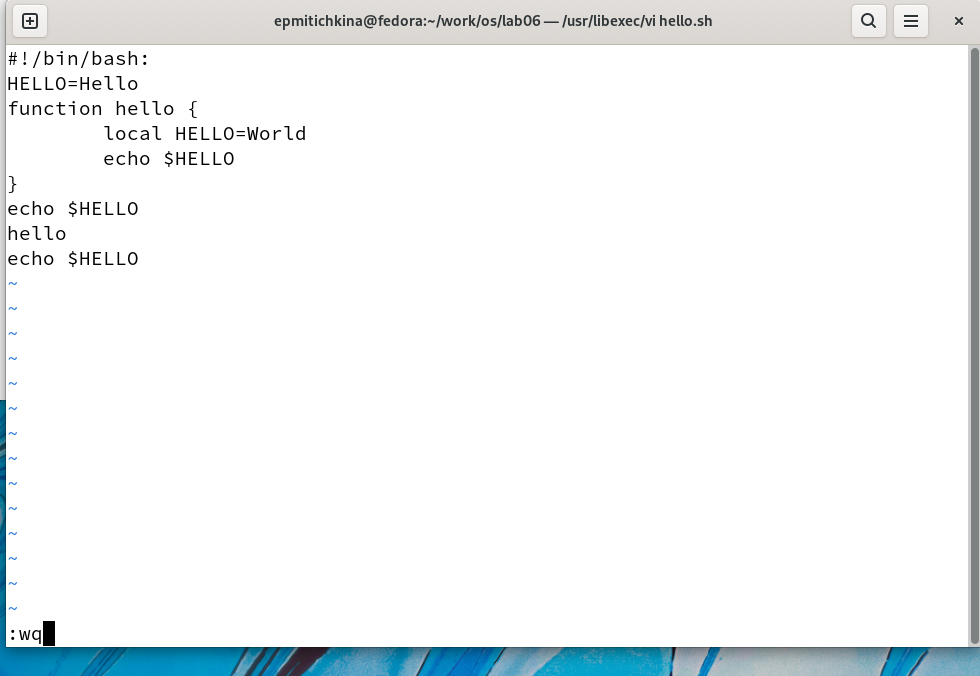 epmitichkina@fedora:~/work/os/lab06 — /usr/libexec/vi hello.sh
#!/bin/bash:
HELLO=Hello
function hello {
        local HELLO=World
        echo $HELLO
}
echo $HELLO
hello
echo $HELLO
~
~
~
~
~
~
~
~
~
~
~
~
~
~
:wq